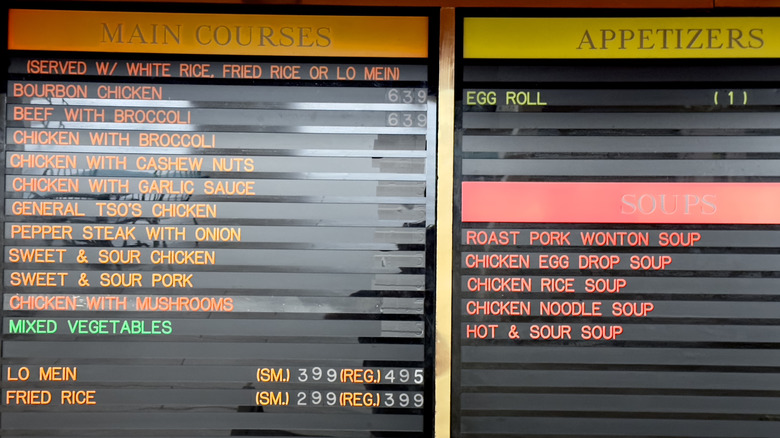 MAIN COURSES
(SERVED W/ WHITE RICE, FRIED RICE OR LO MEIN)
BOURBON CHICKEN 639
BEEF WITH BROCCOLI 639
CHICKEN WITH BROCCOLI
CHICKEN WITH CASHEW NUTS
CHICKEN WITH GARLIC SAUCE
GENERAL TSO'S CHICKEN
PEPPER STEAK WITH ONION
SWEET & SOUR CHICKEN
SWEET & SOUR PORK
CHICKEN WITH MUSHROOMS
MIXED VEGETABLES
LO MEIN (SM.) 399 (REG.) 495
FRIED RICE (SM.) 299 (REG.) 399
APPETIZERS
EGG ROLL (1)
SOUPS
ROAST PORK WONTON SOUP
CHICKEN EGG DROP SOUP
CHICKEN RICE SOUP
CHICKEN NOODLE SOUP
HOT & SOUR SOUP